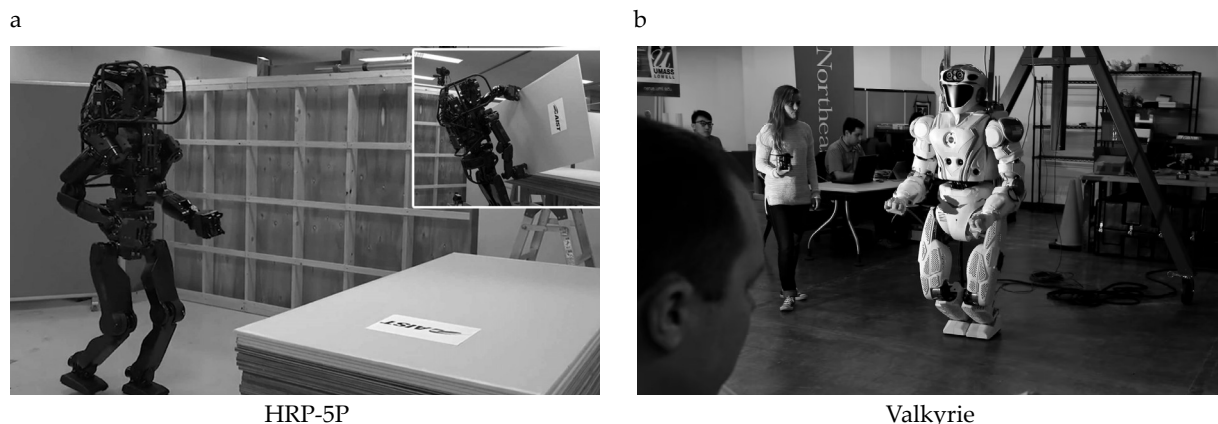 a
b
AIST
AIST
UMASS
LOWELL
Northea
HRP-5P
Valkyrie